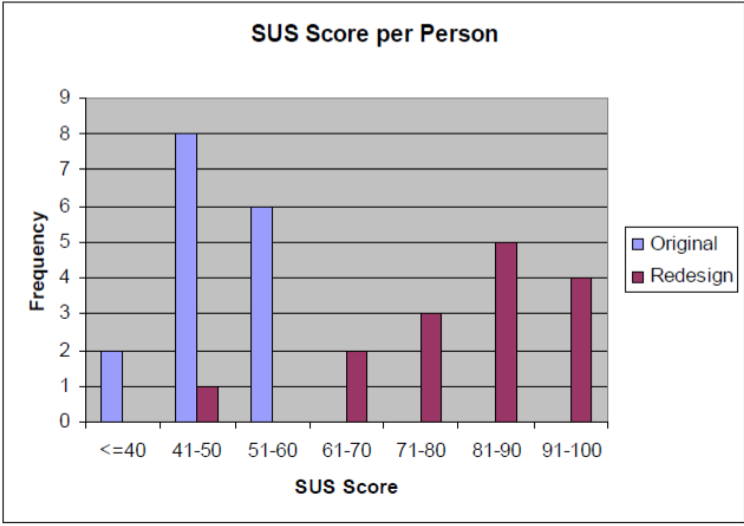 SUS Score per Person
9
8
7
6
5
4
3
2
1
0
Frequency
<=40 41-50 51-60 61-70 71-80 81-90 91-100
SUS Score
Original
Redesign